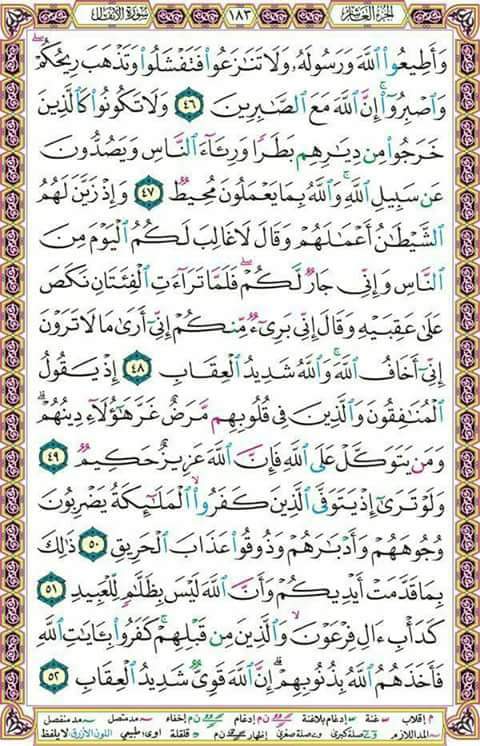 الجزء العاشر ١٨٣ سورة الأنفال
وَأَطِيعُوا۟ ٱللَّهَ وَرَسُولَهُۥ وَلَا تَنَٰزَعُوا۟ فَتَفْشَلُوا۟ وَتَذْهَبَ رِيحُكُمْ ۖ
وَٱصْبِرُوٓا۟ ۚ إِنَّ ٱللَّهَ مَعَ ٱلصَّٰبِرِينَ ٤٦ وَلَا تَكُونُوا۟ كَٱلَّذِينَ
خَرَجُوا۟ مِن دِيَٰرِهِم بَطَرًا وَرِئَآءَ ٱلنَّاسِ وَيَصُدُّونَ
عَن سَبِيلِ ٱللَّهِ ۚ وَٱللَّهُ بِمَا يَعْمَلُونَ مُحِيطٌ ٤٧ وَإِذْ زَيَّنَ لَهُمُ
ٱلشَّيْطَٰنُ أَعْمَٰلَهُمْ وَقَالَ لَا غَالِبَ لَكُمُ ٱلْيَوْمَ مِنَ
ٱلنَّاسِ وَإِنِّى جَارٌ لَّكُمْ ۖ فَلَمَّا تَرَآءَتِ ٱلْفِئَتَانِ نَكَصَ
عَلَىٰ عَقِبَيْهِ وَقَالَ إِنِّى بَرِىٓءٌ مِّنكُمْ إِنِّىٓ أَرَىٰ مَا لَا تَرَوْنَ
إِنِّىٓ أَخَافُ ٱللَّهَ ۚ وَٱللَّهُ شَدِيدُ ٱلْعِقَابِ ٤٨ إِذْ يَقُولُ
ٱلْمُنَٰفِقُونَ وَٱلَّذِينَ فِى قُلُوبِهِم مَّرَضٌ غَرَّ هَٰٓؤُلَآءِ دِينُهُمْ ۗ
وَمَن يَتَوَكَّلْ عَلَى ٱللَّهِ فَإِنَّ ٱللَّهَ عَزِيزٌ حَكِيمٌ ٤٩
وَلَوْ تَرَىٰٓ إِذْ يَتَوَفَّى ٱلَّذِينَ كَفَرُوا۟ ۙ ٱلْمَلَٰٓئِكَةُ يَضْرِبُونَ
وُجُوهَهُمْ وَأَدْبَٰرَهُمْ وَذُوقُوا۟ عَذَابَ ٱلْحَرِيقِ ٥٠ ذَٰلِكَ
بِمَا قَدَّمَتْ أَيْدِيكُمْ وَأَنَّ ٱللَّهَ لَيْسَ بِظَلَّٰمٍ لِّلْعَبِيدِ ٥١
كَدَأْبِ ءَالِ فِرْعَوْنَ ۙ وَٱلَّذِينَ مِن قَبْلِهِمْ ۚ كَفَرُوا۟ بِـَٔايَٰتِ ٱللَّهِ
فَأَخَذَهُمُ ٱللَّهُ بِذُنُوبِهِمْ ۗ إِنَّ ٱللَّهَ قَوِىٌّ شَدِيدُ ٱلْعِقَابِ ٥٢
م إقلاب س غنة س إدغام بلاغنة ن م إدغام ن م إخفاء مد متصل مد منفصل
المد اللازم صلة كبرى صلة صغرى إظهار ن م قلقلة اوى: طبيعي اللون الأزرق لا يلفظ